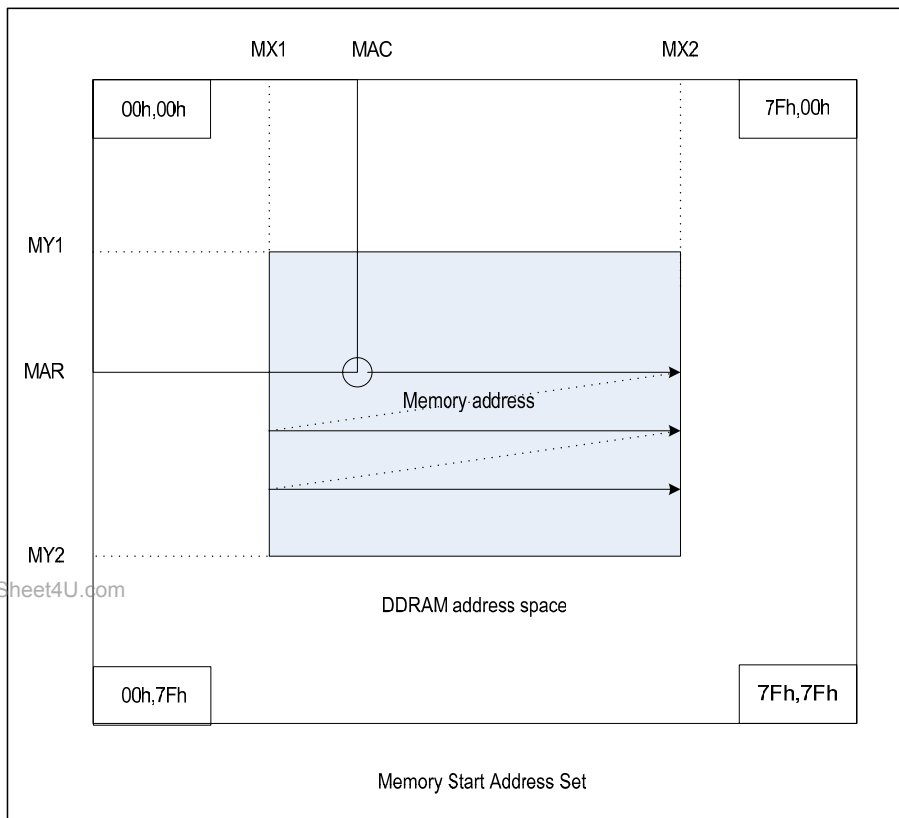 MX1 MAC MX2
00h,00h 7Fh,00h
MY1
MAR
Memory address
MY2
Sheet4U.com
DDRAM address space
00h,7Fh 7Fh,7Fh
Memory Start Address Set